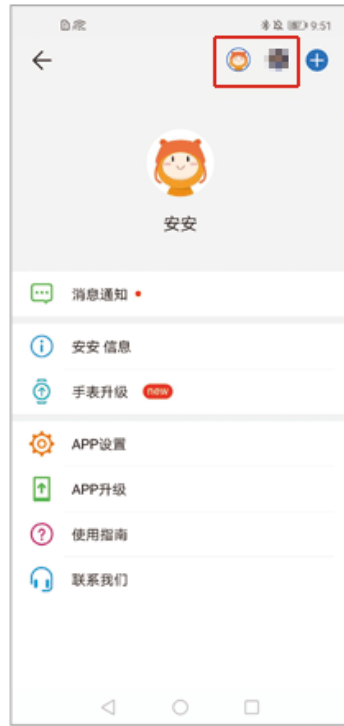 9:51
安安
消息通知
安安 信息
手表升级 new
APP设置
APP升级
使用指南
联系我们